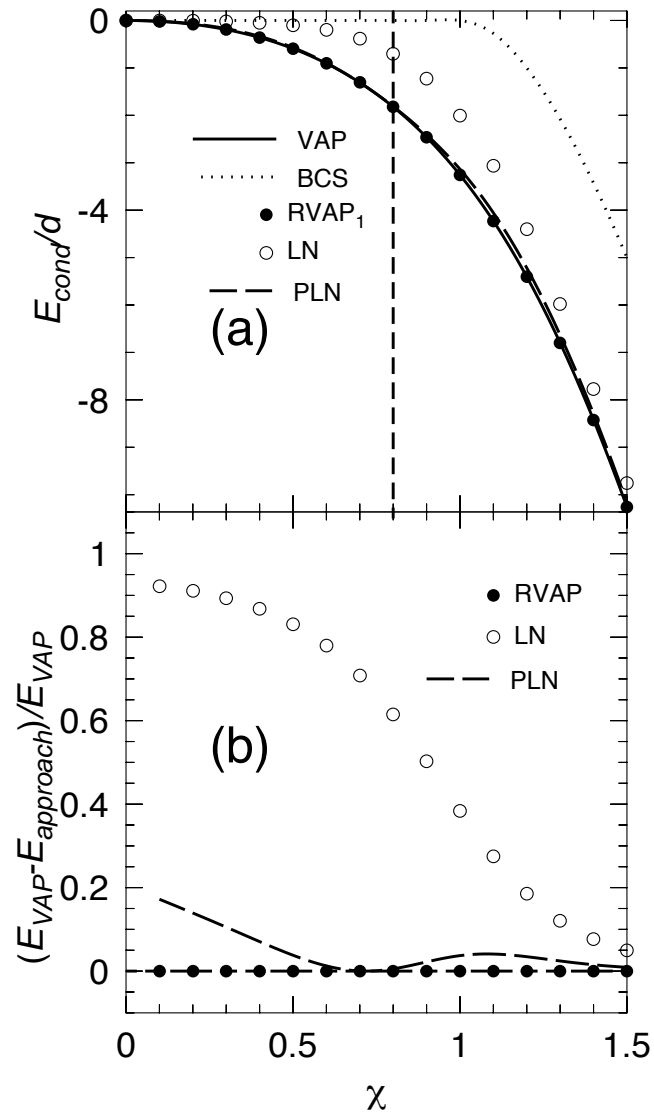 0
-4
-8
E_cond/d
VAP
BCS
RVAP₁
LN
PLN
(a)
1
0.8
0.6
0.4
0.2
0
(E_VAP-E_approach)/E_VAP
RVAP
LN
PLN
(b)
0 0.5 1 1.5
χ